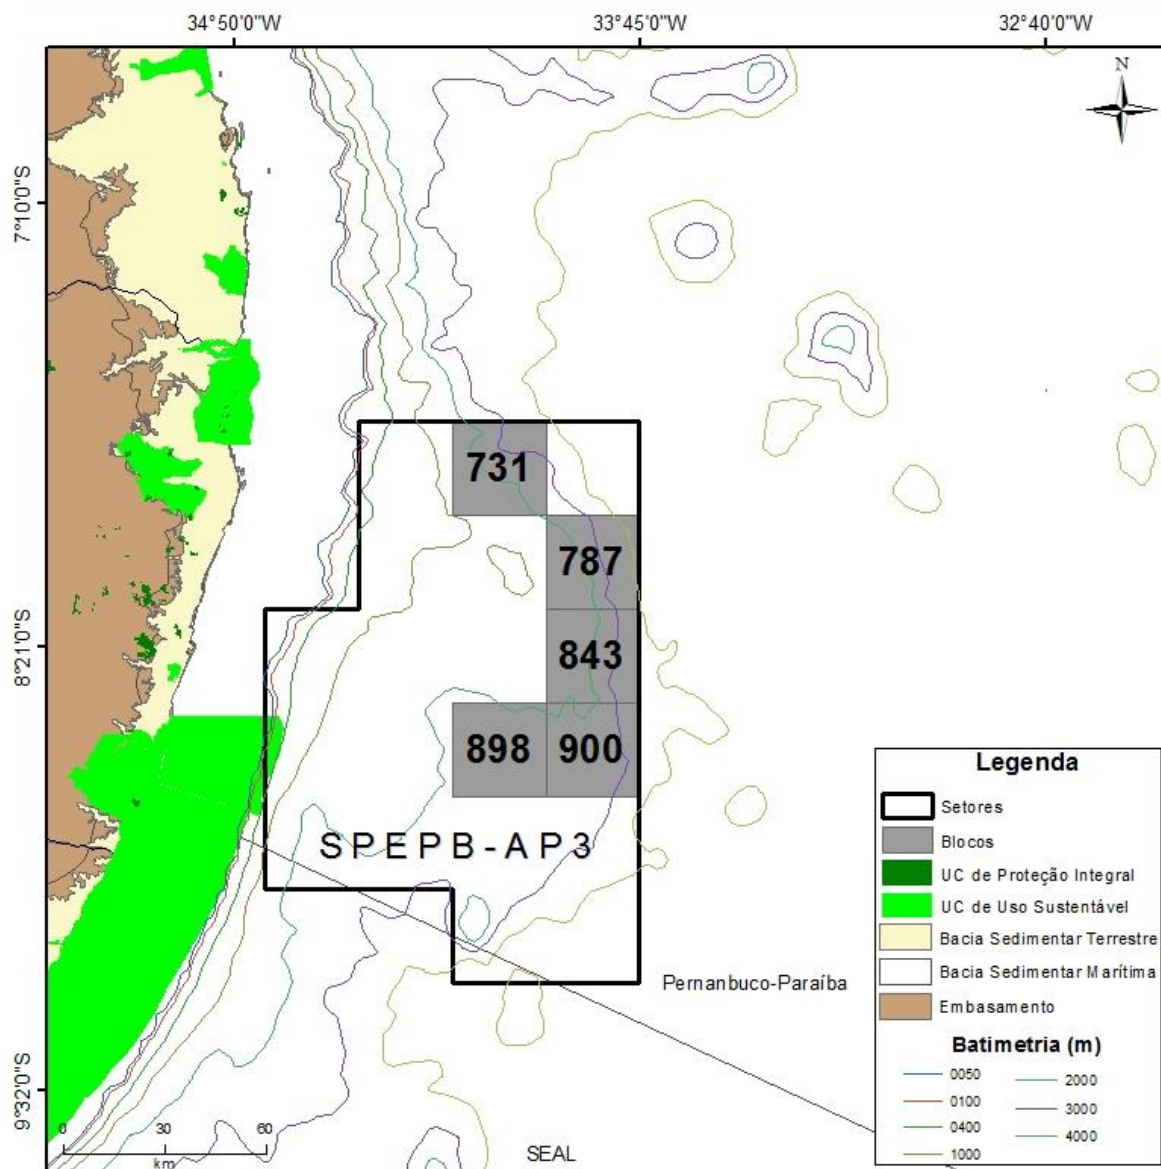 34°50'0"W 33°45'0"W 32°40'0"W
N
7°10'0"S
731
787
8°21'0"S
843
898 900
SPEPB-AP3
Pernanbuco-Paraíba
9°32'0"S
0 30 60
km
SEAL
Legenda
Setores
Blocos
UC de Proteção Integral
UC de Uso Sustentável
Bacia Sedimentar Terrestre
Bacia Sedimentar Marítima
Embasamento
Batimetria (m)
0050 2000
0100 3000
0400 4000
1000